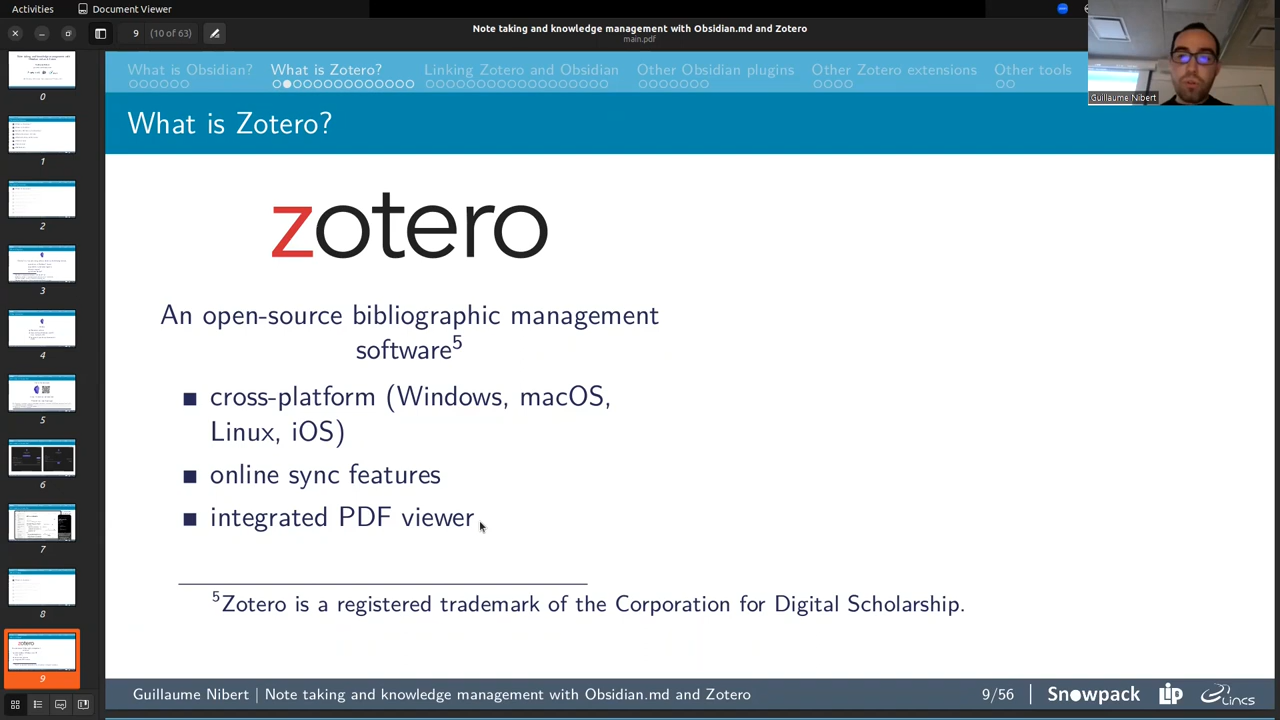 Activities
Document Viewer
9
(10 of 63)
Note taking and knowledge management with Obsidian.md and Zotero
main.pdf
What is Obsidian?
What is Zotero?
Linking Zotero and Obsidian
Other Obsidian plugins
Other Zotero extensions
Other tools
Guillaume Nibert
What is Zotero?
zotero
An open-source bibliographic management
software5
cross-platform (Windows, macOS,
Linux, iOS)
online sync features
integrated PDF viewer
5Zotero is a registered trademark of the Corporation for Digital Scholarship.
0
1
2
3
4
5
6
7
8
zotero
9
Guillaume Nibert | Note taking and knowledge management with Obsidian.md and Zotero
9/56
Snowpack
LIP
Lincs